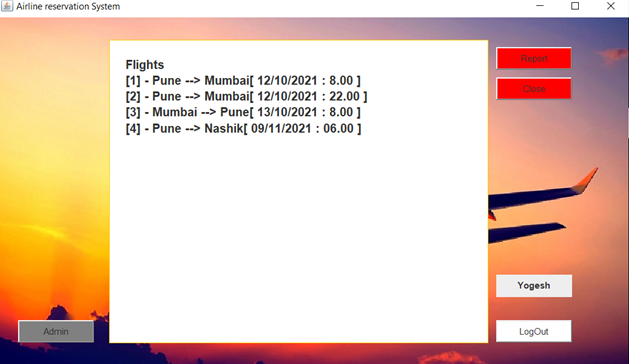 Airline reservation System
Flights
[1] - Pune --> Mumbai[ 12/10/2021 : 8.00 ]
[2] - Pune --> Mumbai[ 12/10/2021 : 22.00 ]
[3] - Mumbai --> Pune[ 13/10/2021 : 8.00 ]
[4] - Pune --> Nashik[ 09/11/2021 : 06.00 ]
Report
Close
Yogesh
Admin
LogOut